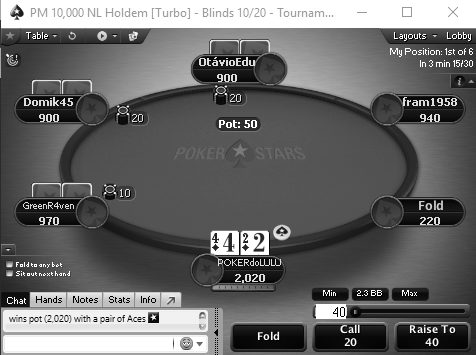 PM 10,000 NL Holdem [Turbo] - Blinds 10/20 - Tournam...
Table
Layouts
Lobby
My Position: 1st of 6
In 3 min 15/30
OtávioEdu
900
Domik45
900
fram1958
940
20
20
Pot: 50
POKER STARS
10
GreenR4ven
970
Fold
220
4 4 2 2
POKERdoLULU
2,020
Fold to any bet
Sit out next hand
Chat Hands Notes Stats Info
Min 2.3 BB Max
wins pot (2,020) with a pair of Aces
40
Fold
Call
20
Raise To
40